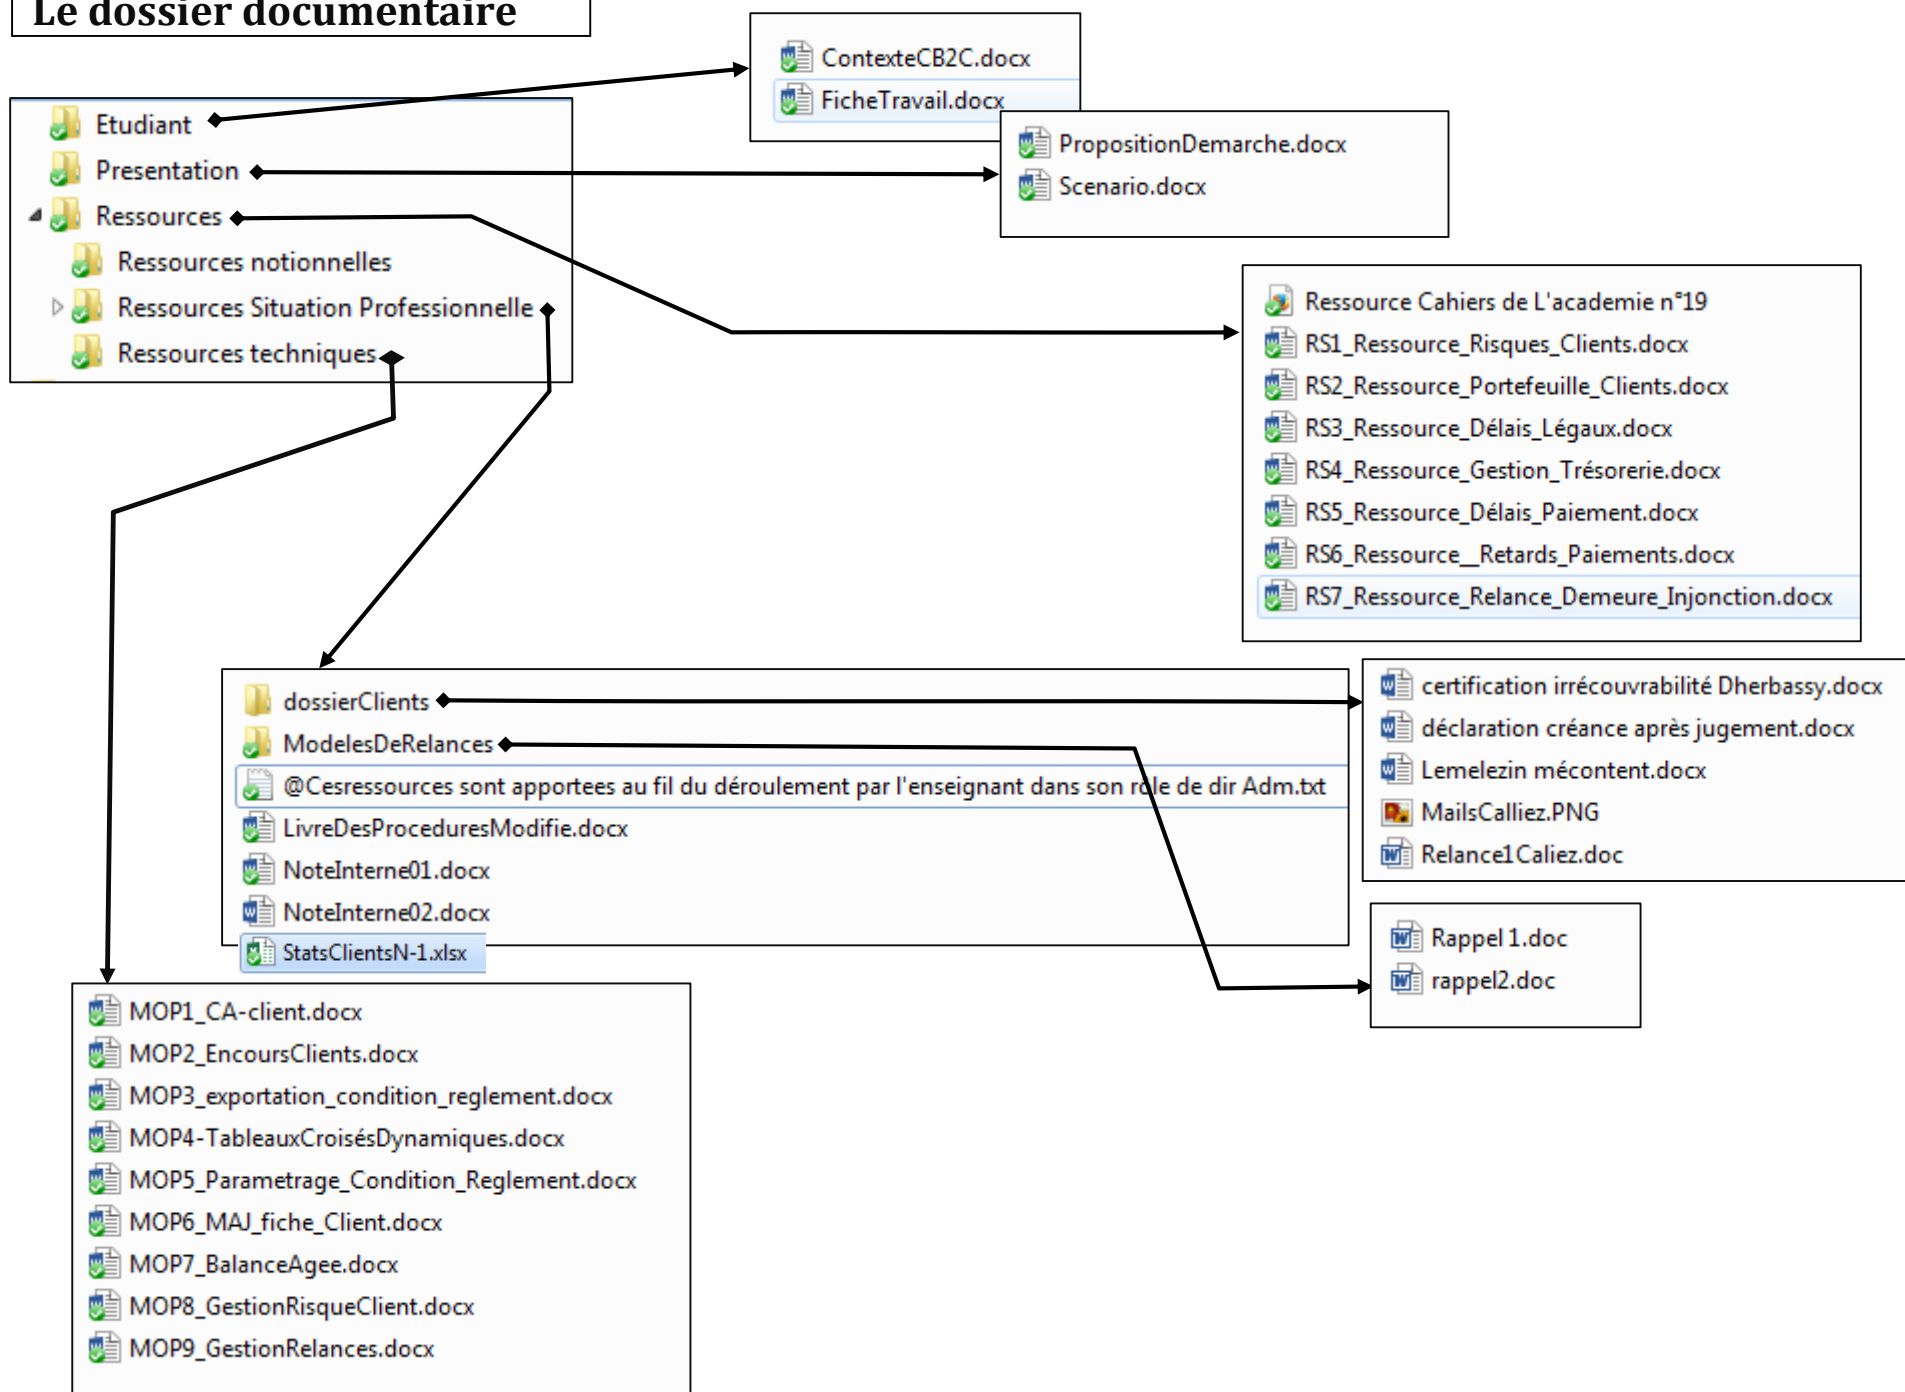 Le dossier documentaire
Etudiant
Presentation
Ressources
Ressources notionnelles
Ressources Situation Professionnelle
Ressources techniques
ContexteCB2C.docx
FicheTravail.docx
PropositionDemarche.docx
Scenario.docx
Ressource Cahiers de L'academie n°19
RS1_Ressource_Risques_Clients.docx
RS2_Ressource_Portefeuille_Clients.docx
RS3_Ressource_Délais_Légaux.docx
RS4_Ressource_Gestion_Trésorerie.docx
RS5_Ressource_Délais_Paiement.docx
RS6_Ressource__Retards_Paiements.docx
RS7_Ressource_Relance_Demeure_Injonction.docx
dossierClients
ModelesDeRelances
@Cesressources sont apportees au fil du déroulement par l'enseignant dans son rôle de dir Adm.txt
LivreDesProceduresModifie.docx
NoteInterne01.docx
NoteInterne02.docx
StatsClientsN-1.xlsx
certification irrécouvrabilité Dherbassy.docx
déclaration créance après jugement.docx
Lemelezin mécontent.docx
MailsCalliez.PNG
Relance1Caliez.doc
Rappel 1.doc
rappel2.doc
MOP1_CA-client.docx
MOP2_EncoursClients.docx
MOP3_exportation_condition_reglement.docx
MOP4-TableauxCroisésDynamiques.docx
MOP5_Parametrage_Condition_Reglement.docx
MOP6_MAJ_fiche_Client.docx
MOP7_BalanceAgee.docx
MOP8_GestionRisqueClient.docx
MOP9_GestionRelances.docx